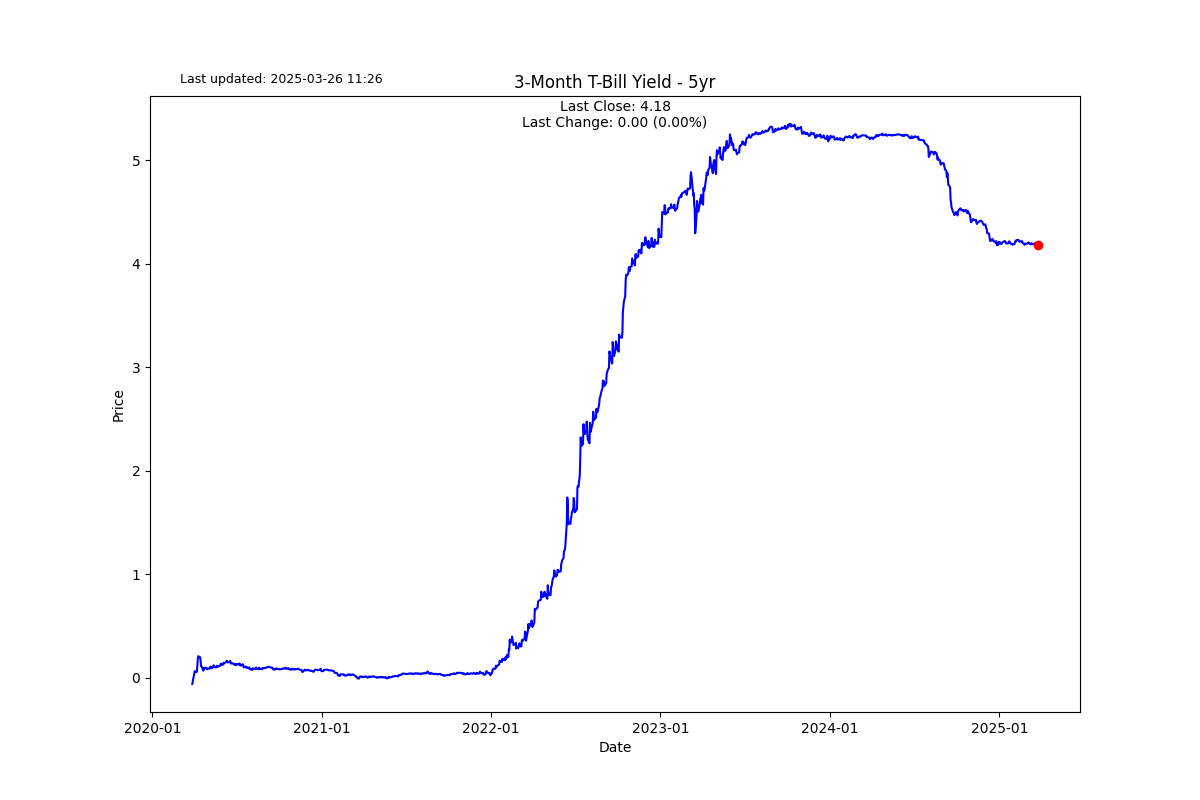 Last updated: 2025-03-26 11:26
3-Month T-Bill Yield - 5yr
Last Close: 4.18
Last Change: 0.00 (0.00%)
Price
5
4
3
2
1
0
2020-01
2021-01
2022-01
2023-01
2024-01
2025-01
Date